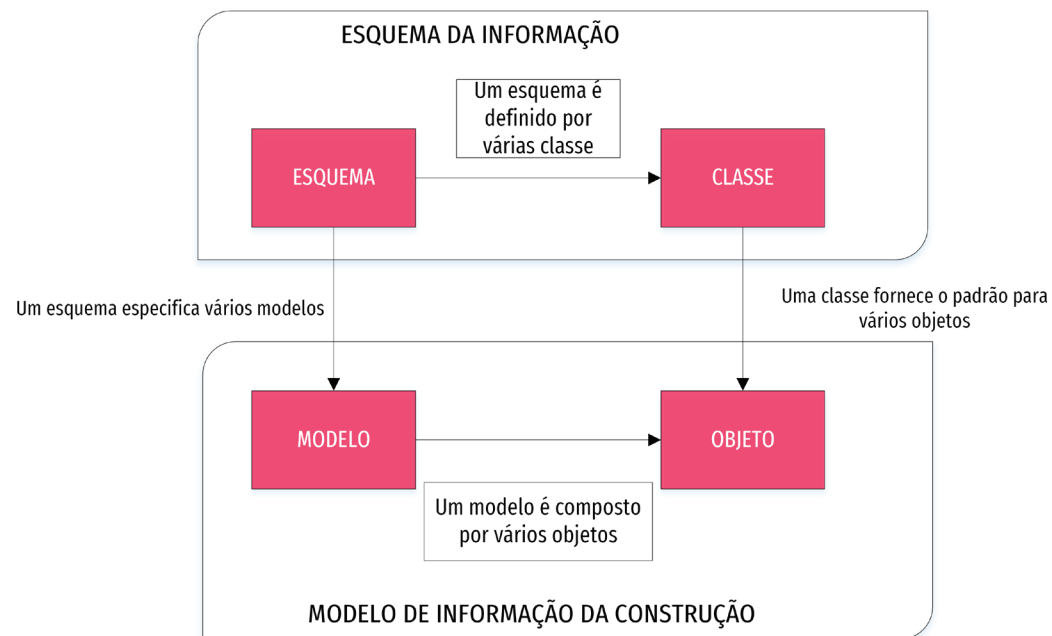 ESQUEMA DA INFORMAÇÃO
Um esquema é
definido por
várias classe
ESQUEMA
CLASSE
Um esquema especifica vários modelos
Uma classe fornece o padrão para
vários objetos
MODELO
OBJETO
Um modelo é composto
por vários objetos
MODELO DE INFORMAÇÃO DA CONSTRUÇÃO